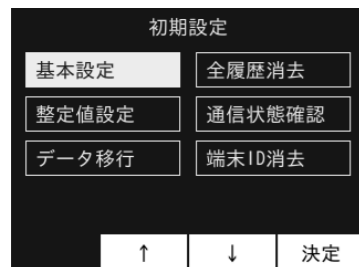 初期設定
基本設定 全履歴消去
整定値設定 通信状態確認
データ移行 端末ID消去
↑ ↓ 決定